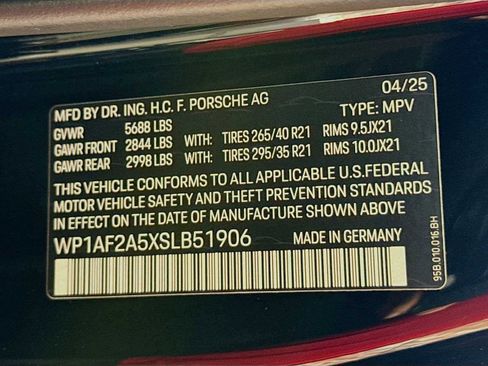 04/25
MFD BY DR. ING. H.C. F. PORSCHE AG
GVWR 5688 LBS TYPE: MPV
GAWR FRONT 2844 LBS WITH: TIRES 265/40 R21 RIMS 9.5JX21
GAWR REAR 2998 LBS WITH: TIRES 295/35 R21 RIMS 10.0JX21
THIS VEHICLE CONFORMS TO ALL APPLICABLE U.S. FEDERAL
MOTOR VEHICLE SAFETY AND THEFT PREVENTION STANDARDS
IN EFFECT ON THE DATE OF MANUFACTURE SHOWN ABOVE
WP1AF2A5XSLB51906
MADE IN GERMANY
95B.010.016.BH